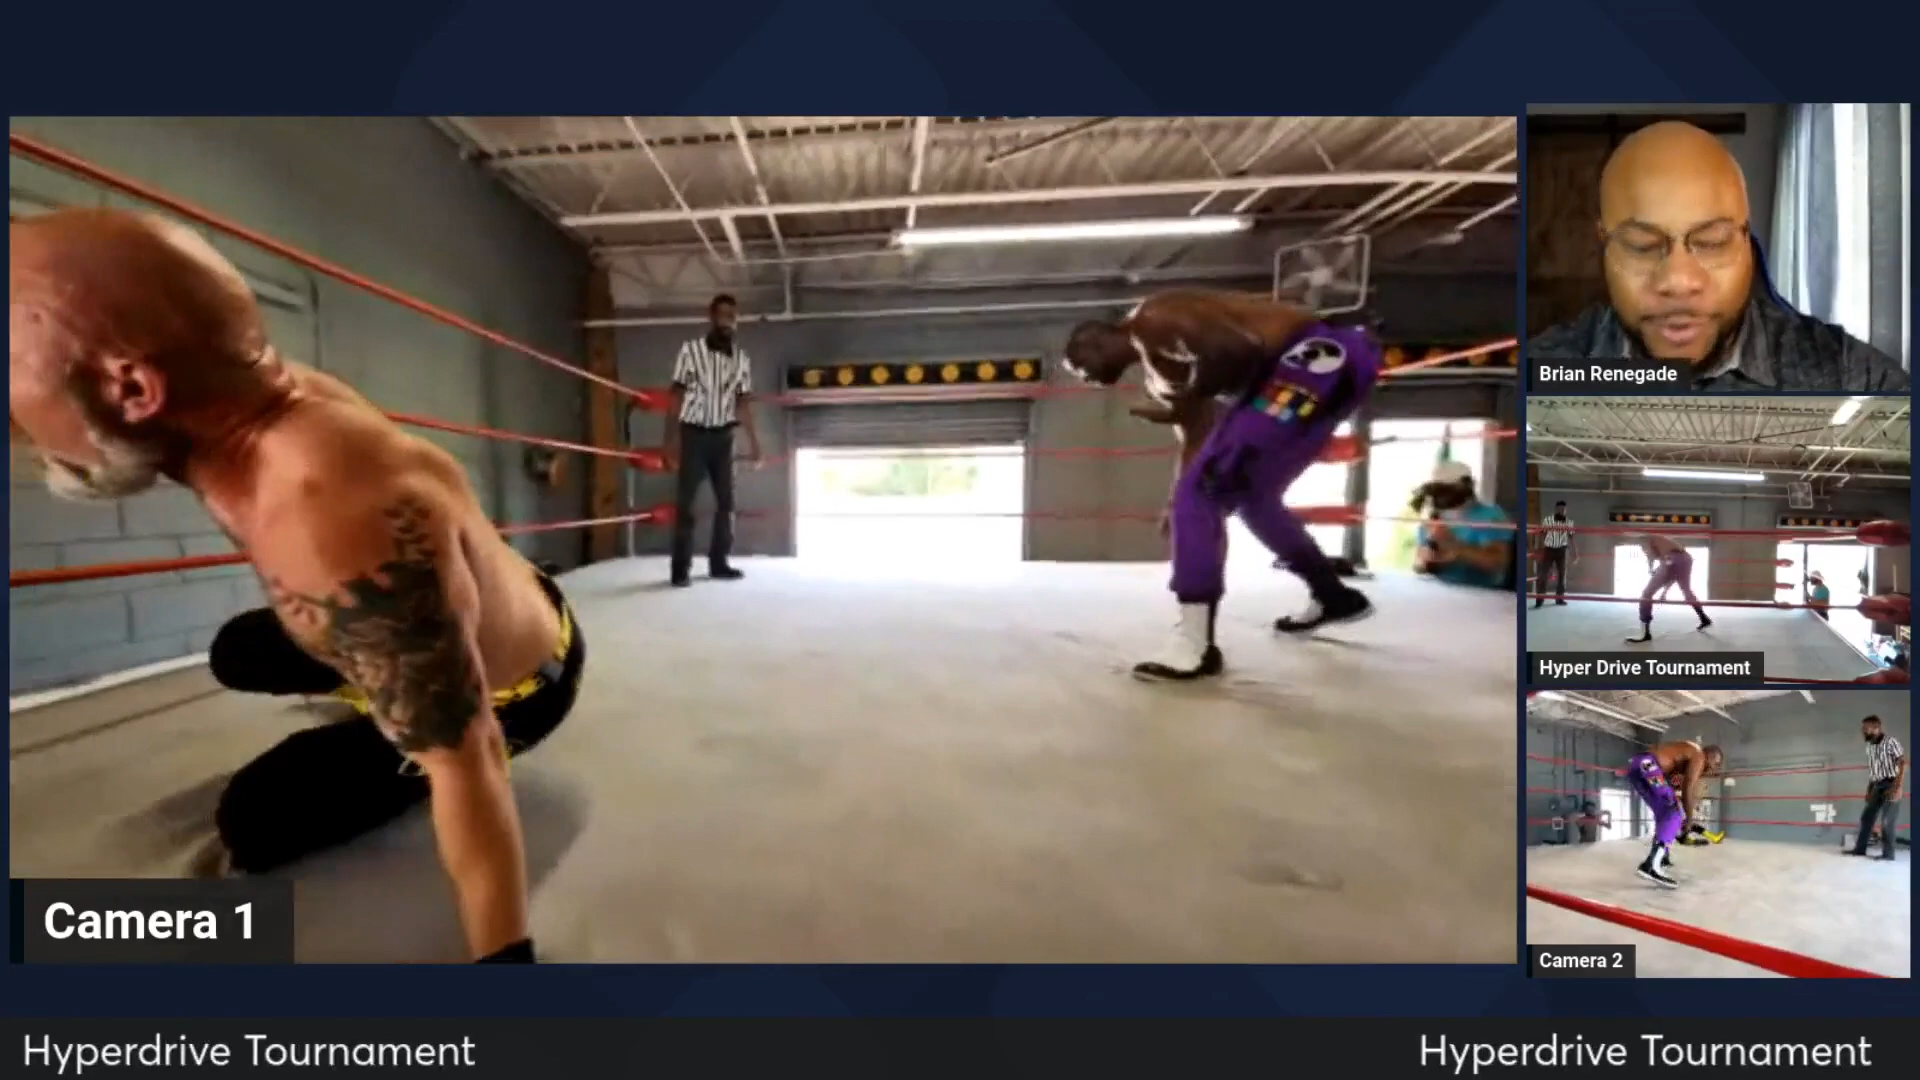 Brian Renegade
Hyper Drive Tournament
Camera 1
Camera 2
Hyperdrive Tournament
Hyperdrive Tournament